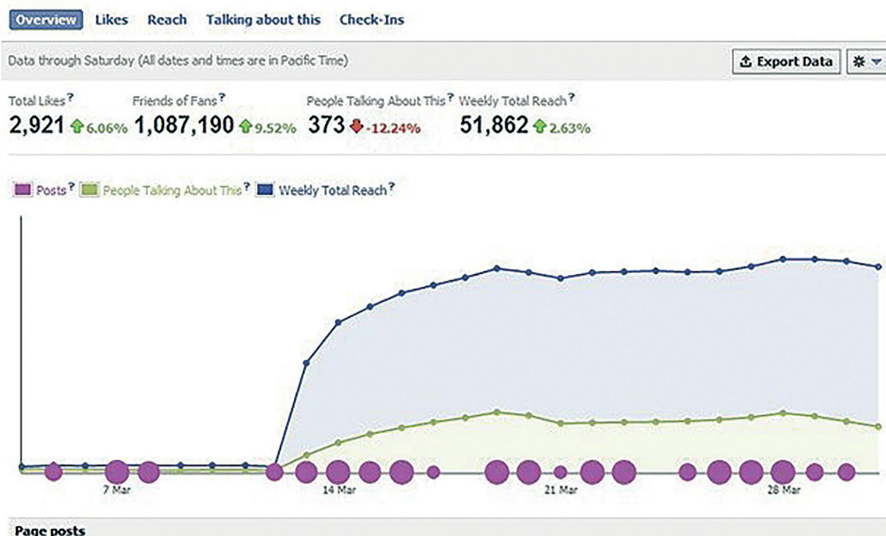 Overview Likes Reach Talking about this Check-Ins
Data through Saturday (All dates and times are in Pacific Time) Export Data
Total Likes? Friends of Fans? People Talking About This? Weekly Total Reach?
2,921 6.06% 1,087,190 9.52% 373 -12.24% 51,862 2.63%
Posts? People Talking About This? Weekly Total Reach?
7 Mar 14 Mar 21 Mar 28 Mar
Page posts